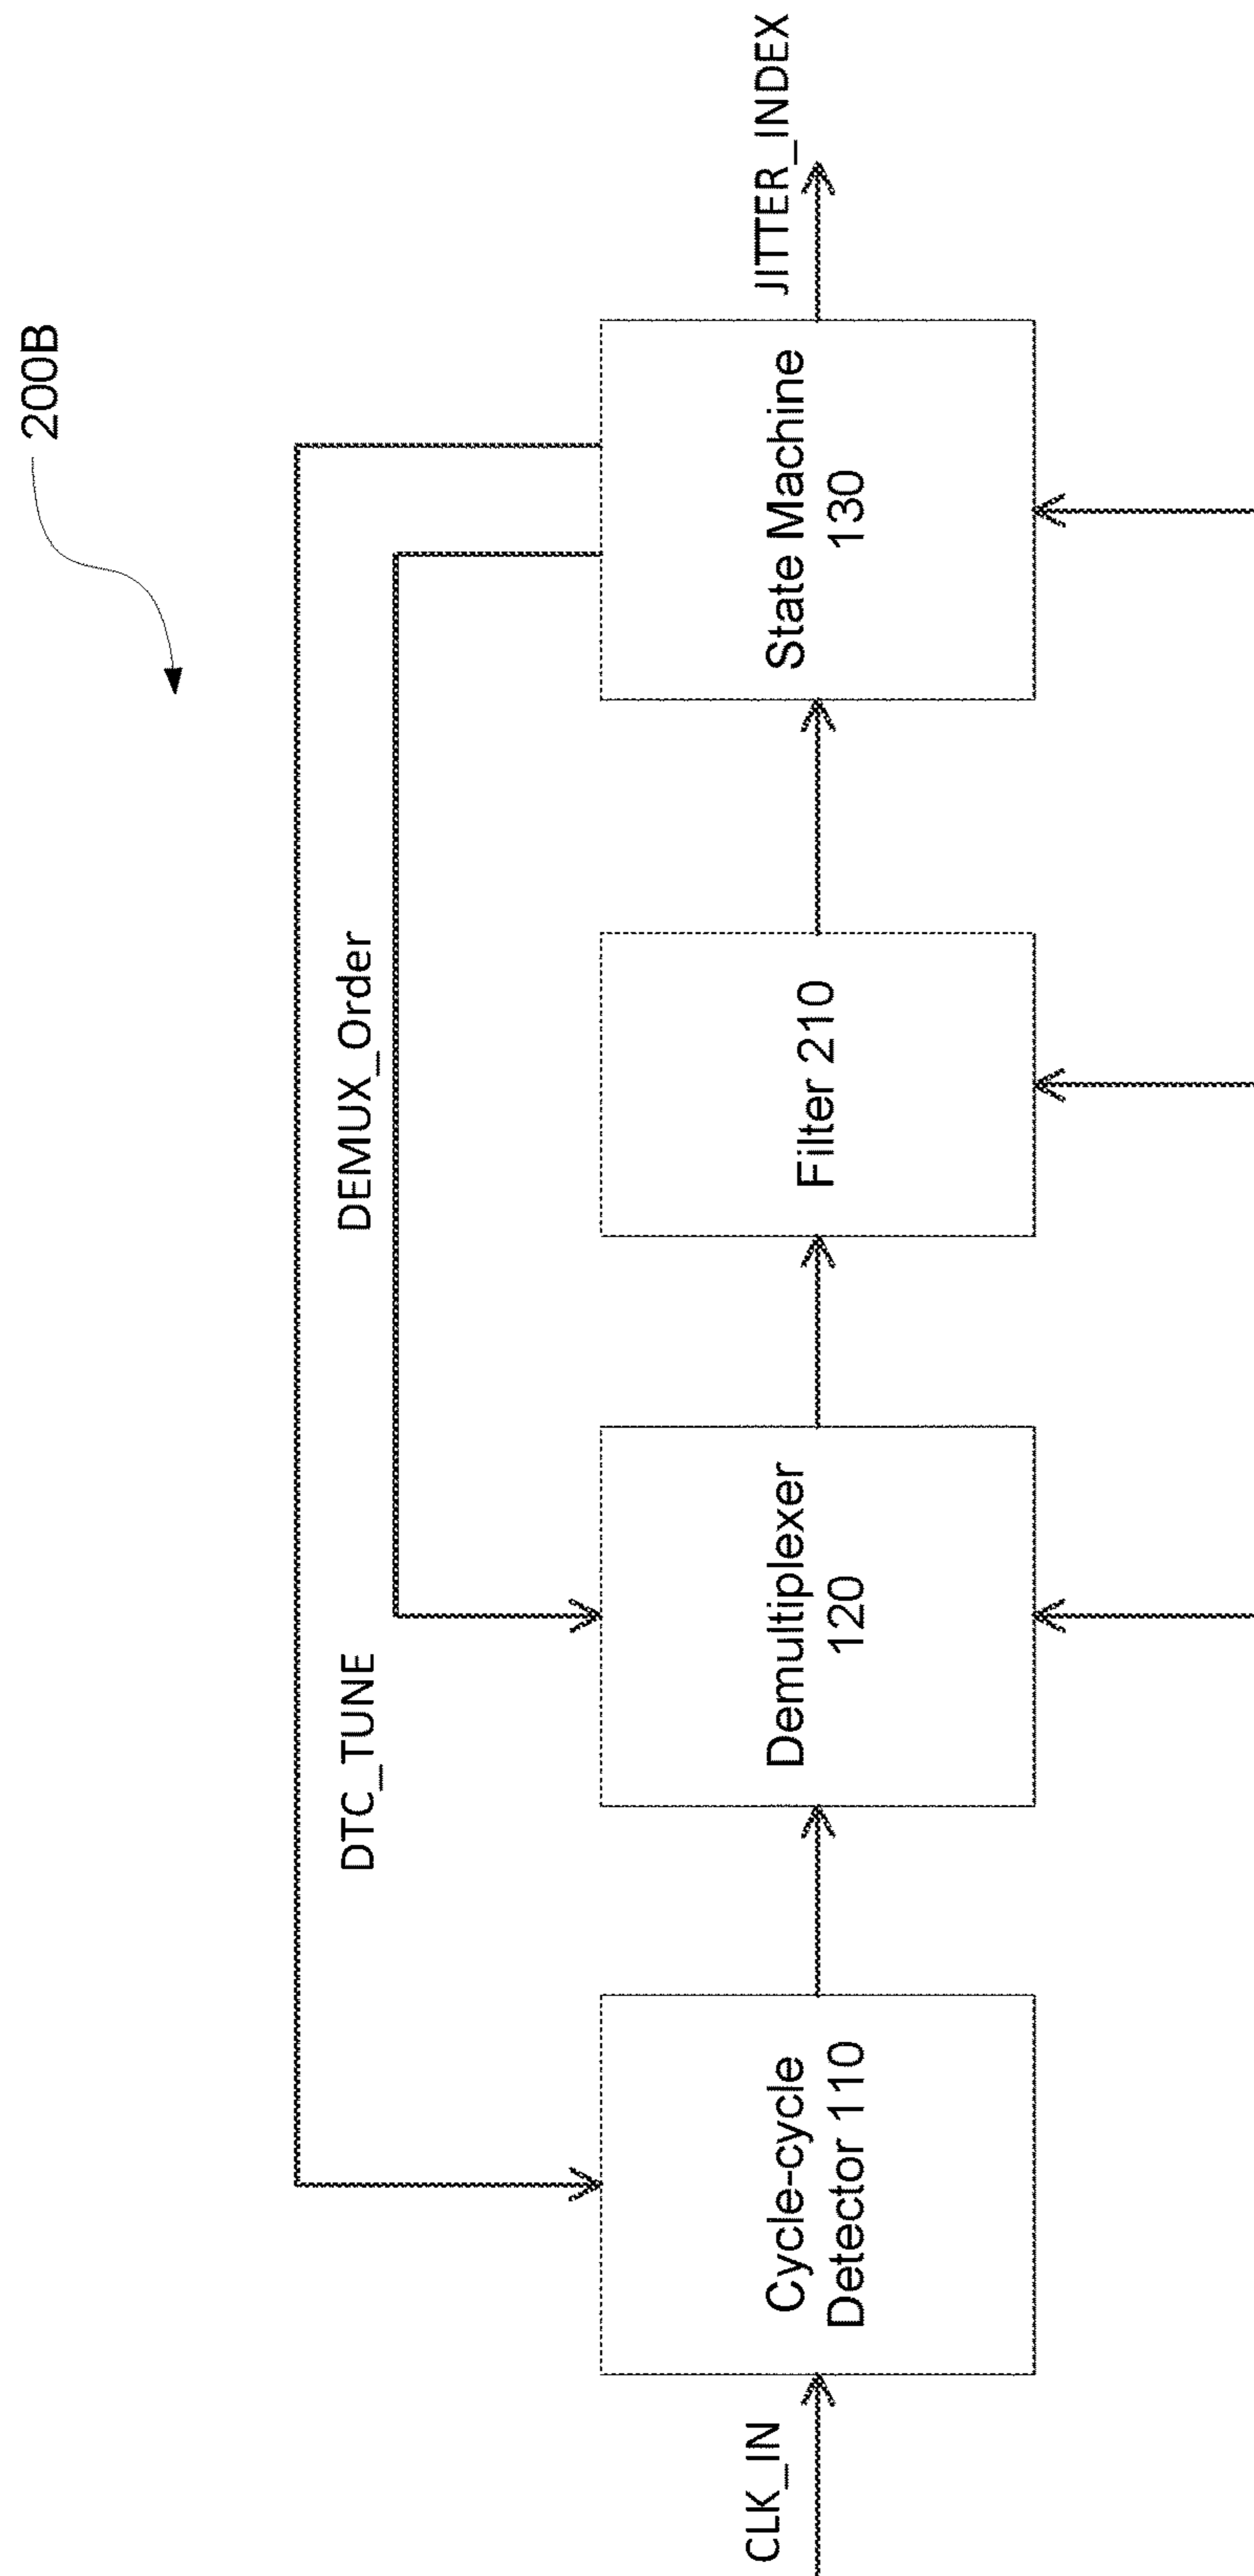 200B
DTC_TUNE
DEMUX_Order
CLK_IN
Cycle-cycle
Detector 110
Demultiplexer
120
Filter 210
State Machine
130
JITTER_INDEX